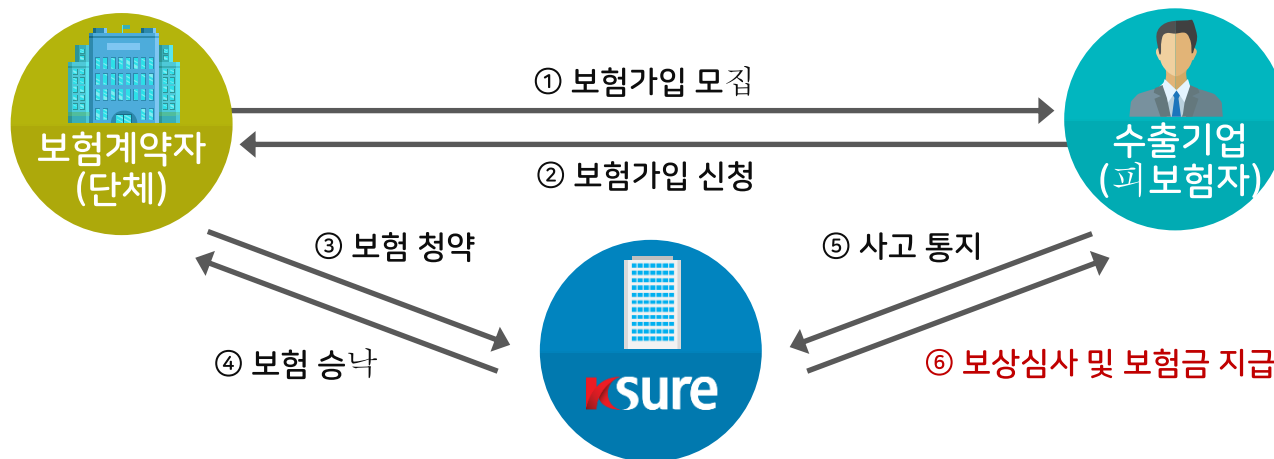 ① 보험가입 모집
보험계약자
(단체)
수출기업
(피보험자)
② 보험가입 신청
③ 보험 청약
⑤ 사고 통지
④ 보험 승낙
⑥ 보상심사 및 보험금 지급
Ksure